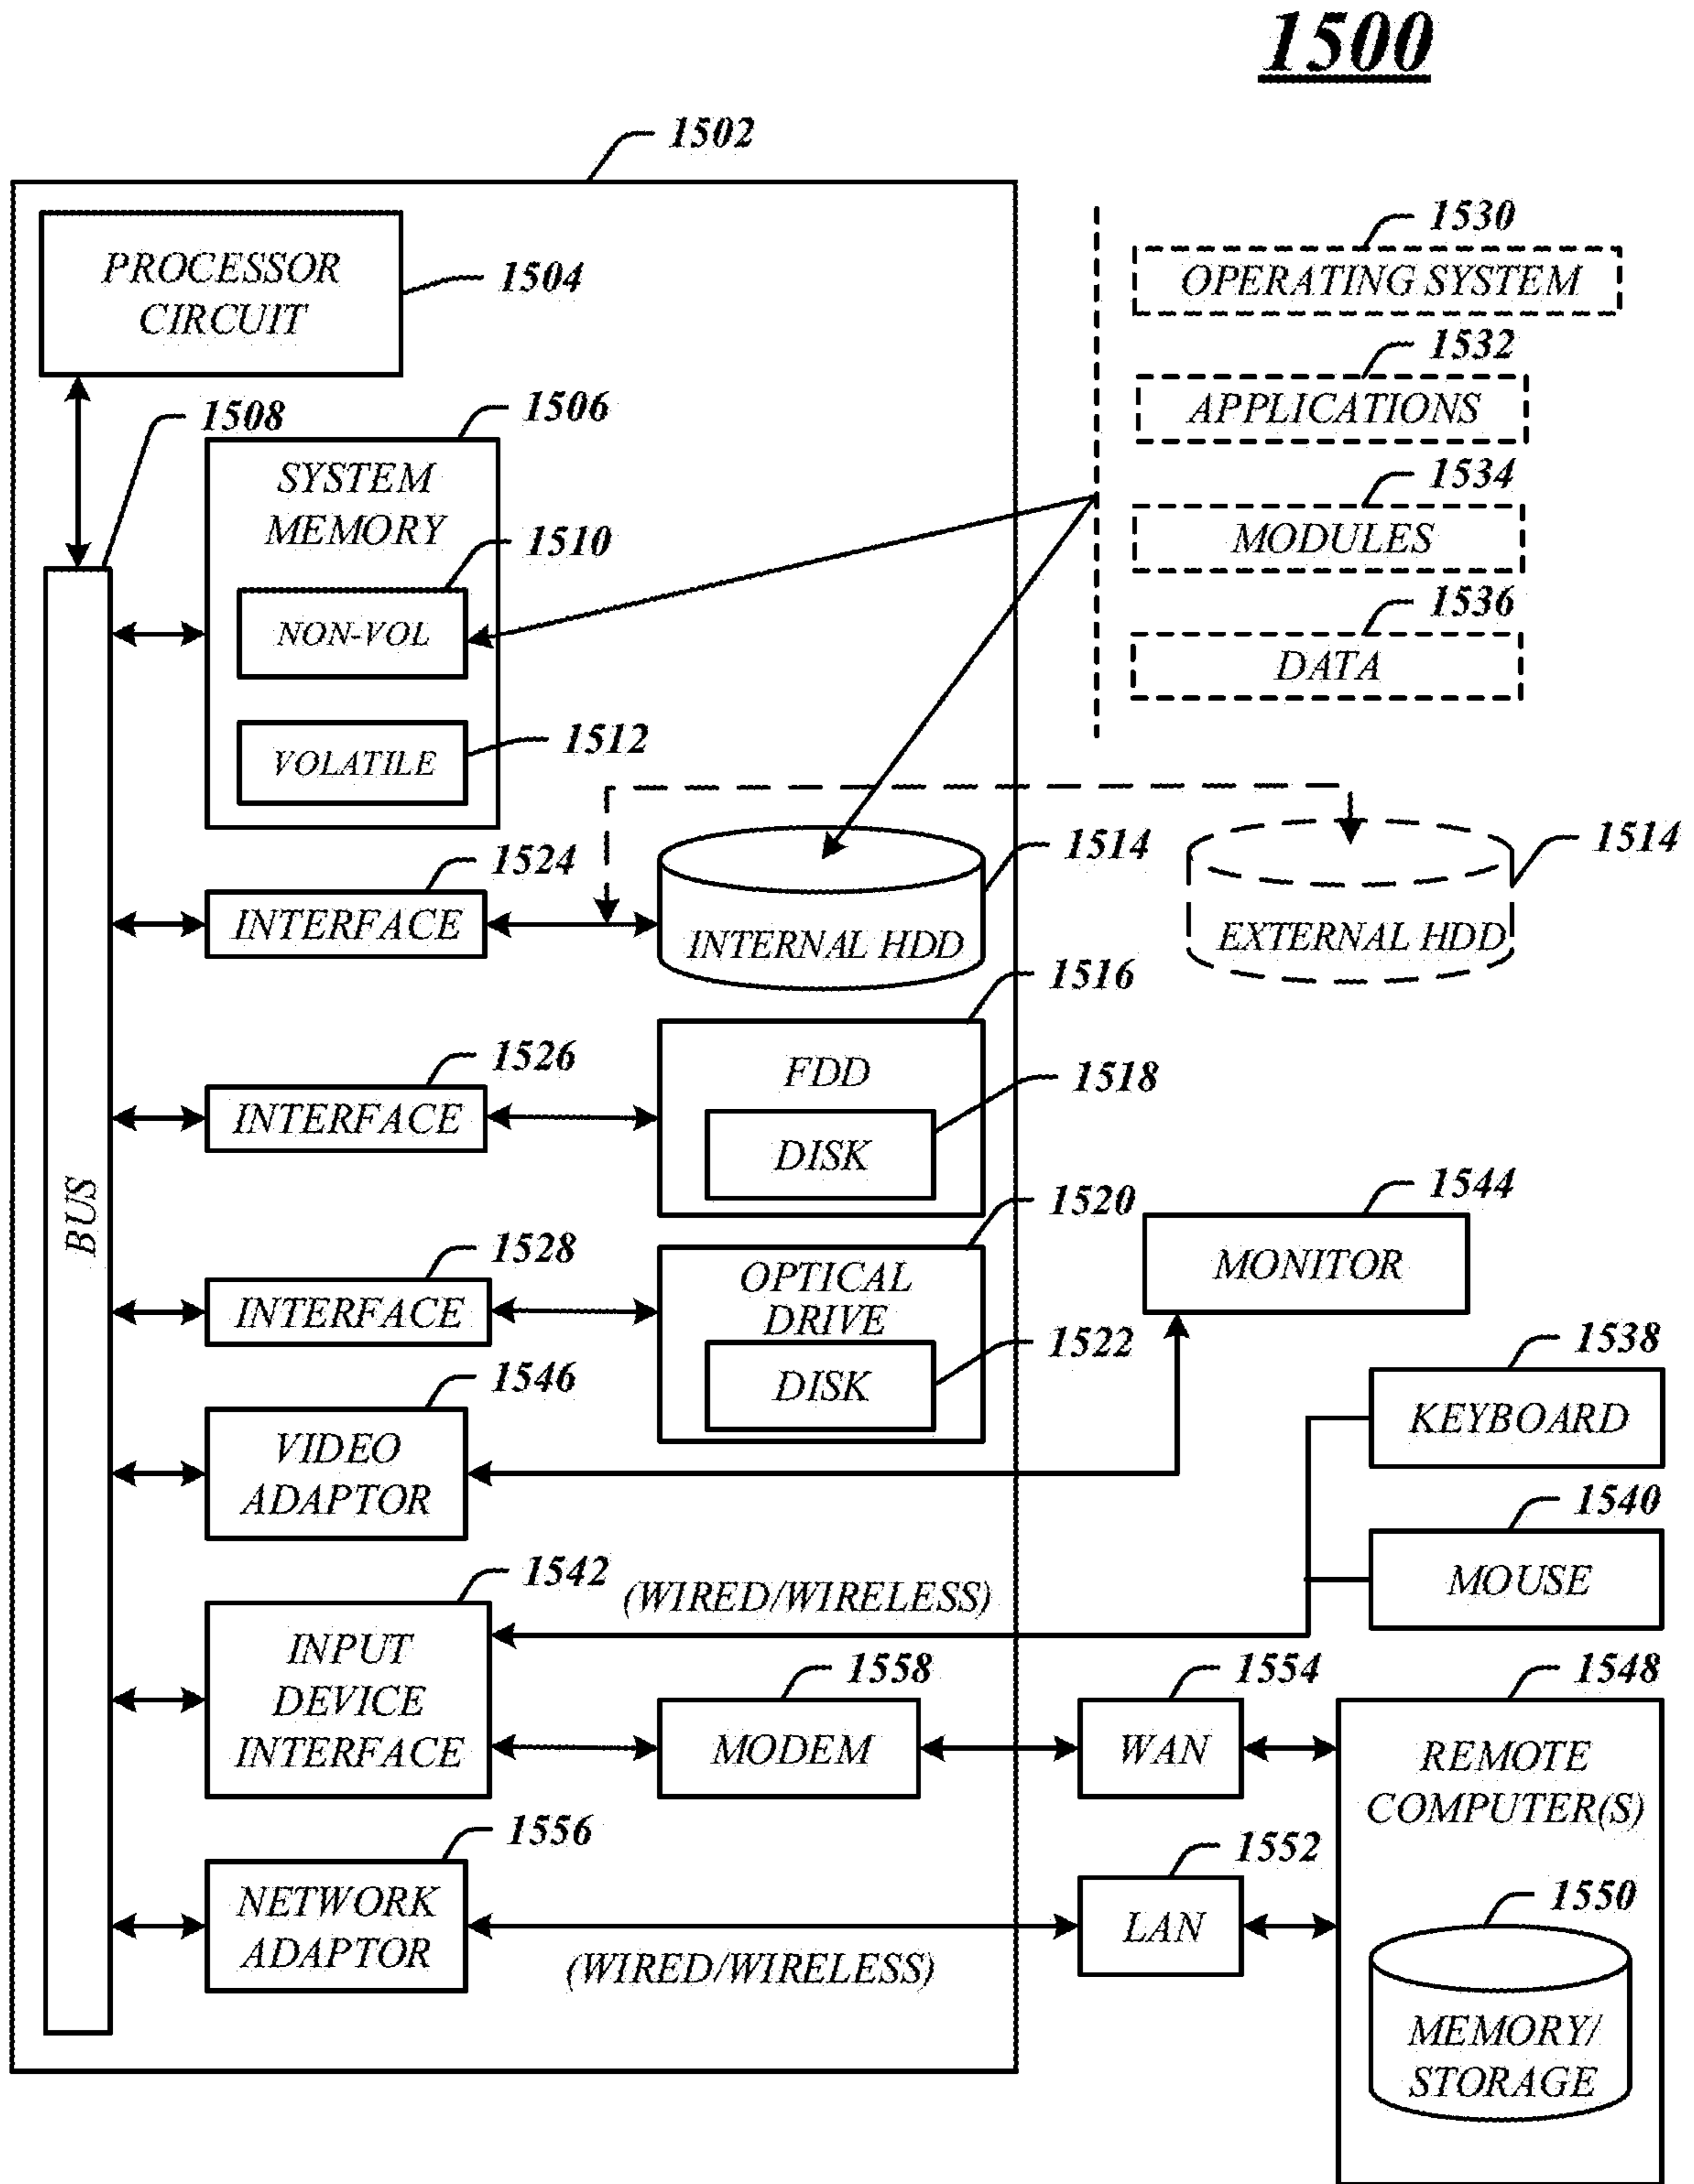 1500
1502
PROCESSOR
CIRCUIT
1504
1508
1506
SYSTEM
MEMORY
1510
NON-VOL
1512
VOLATILE
1530
OPERATING SYSTEM
1532
APPLICATIONS
1534
MODULES
1536
DATA
BUS
1524
INTERFACE
1514
INTERNAL HDD
1514
EXTERNAL HDD
1526
INTERFACE
1516
FDD
1518
DISK
1528
INTERFACE
1520
OPTICAL
DRIVE
1522
DISK
1544
MONITOR
1546
VIDEO
ADAPTOR
1538
KEYBOARD
1540
MOUSE
1542
INPUT
DEVICE
INTERFACE
(WIRED/WIRELESS)
1558
MODEM
1554
WAN
1548
REMOTE
COMPUTER(S)
1556
NETWORK
ADAPTOR
(WIRED/WIRELESS)
1552
LAN
1550
MEMORY/
STORAGE